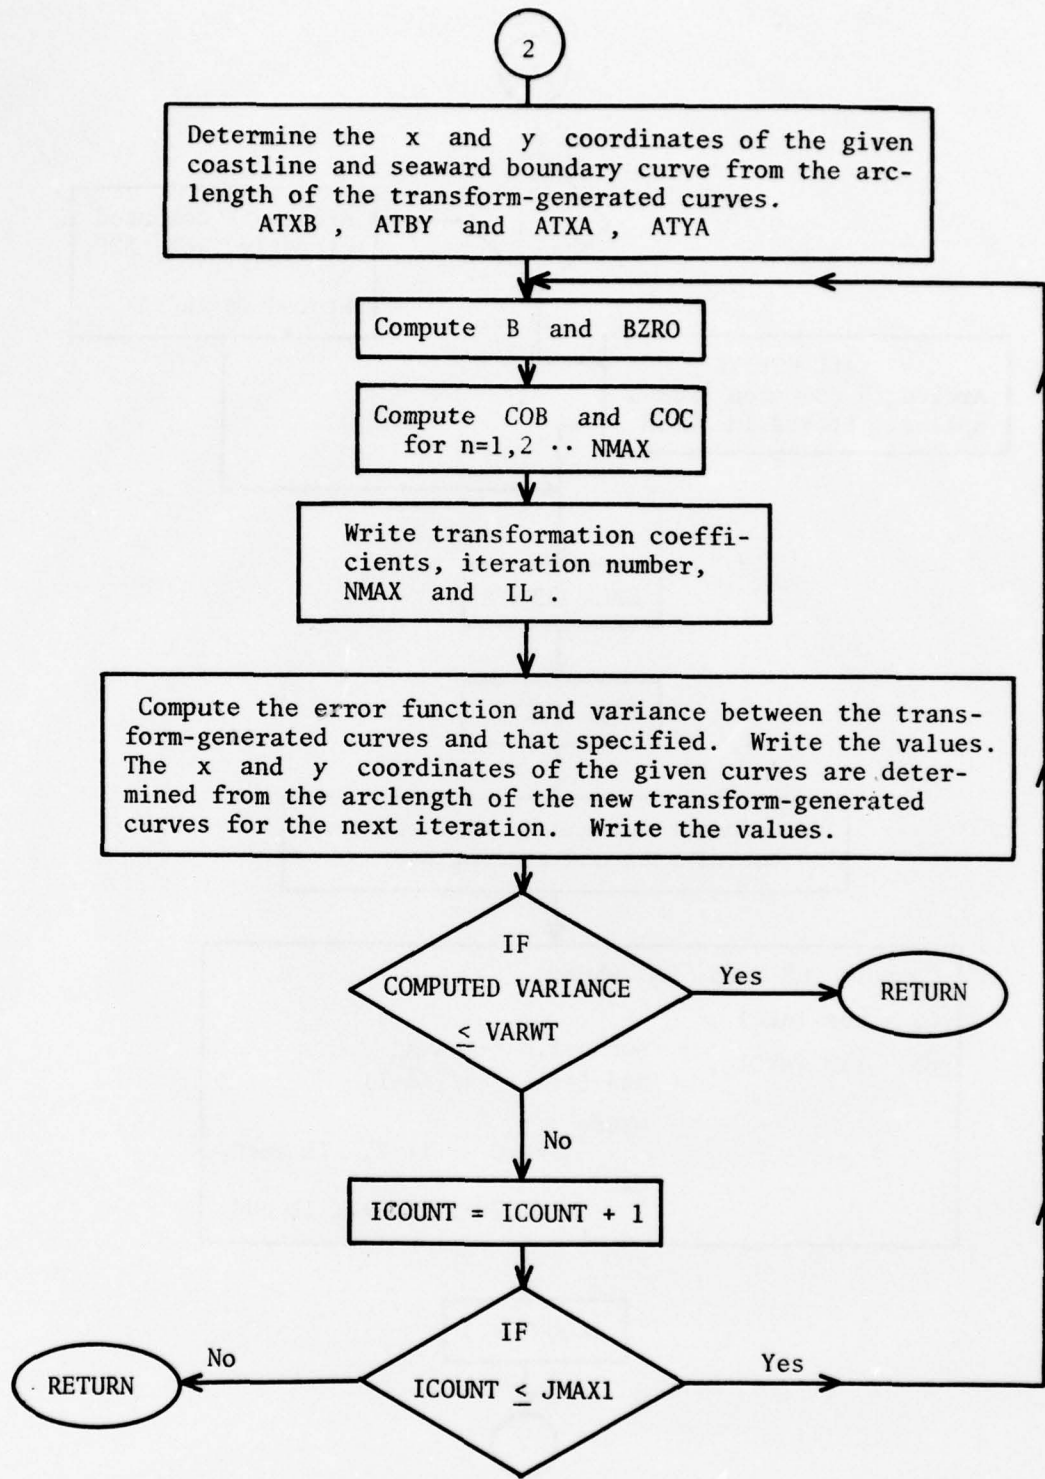 2
Determine the x and y coordinates of the given
coastline and seaward boundary curve from the arc-
length of the transform-generated curves.
ATXB , ATBY and ATXA , ATYA
Compute B and BZRO
Compute COB and COC
for n=1,2 ·· NMAX
Write transformation coeffi-
cients, iteration number,
NMAX and IL .
Compute the error function and variance between the trans-
form-generated curves and that specified. Write the values.
The x and y coordinates of the given curves are deter-
mined from the arclength of the new transform-generated
curves for the next iteration. Write the values.
IF
COMPUTED VARIANCE
≤ VARWT
Yes
RETURN
No
ICOUNT = ICOUNT + 1
IF
ICOUNT ≤ JMAX1
No
RETURN
Yes